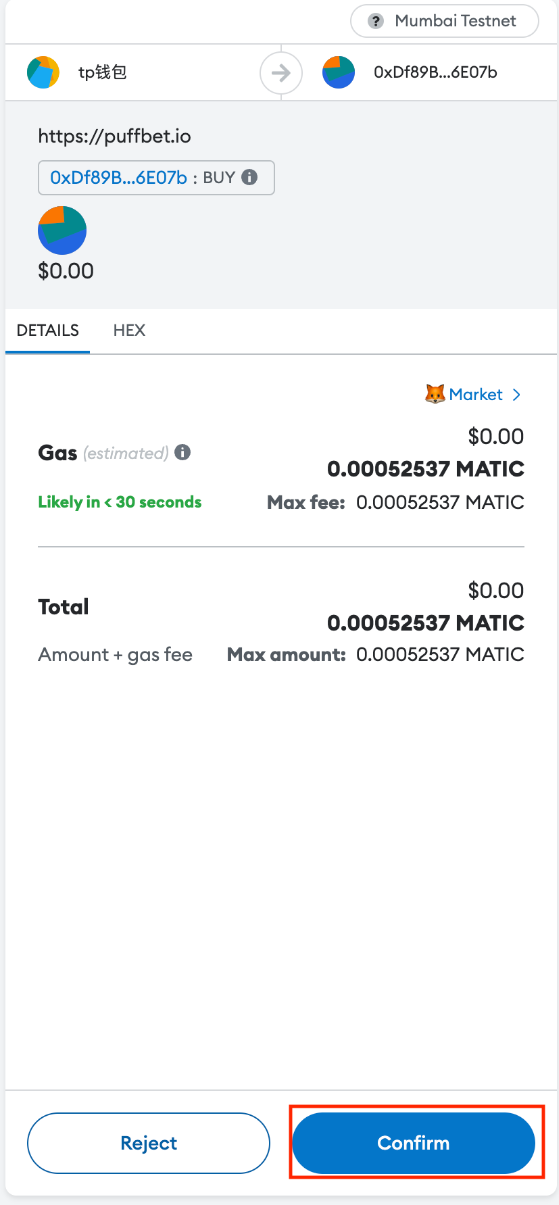 Mumbai Testnet
tp钱包
0xDf89B...6E07b
https://puffbet.io
0xDf89B...6E07b : BUY
$0.00
DETAILS HEX
Market >
$0.00
Gas (estimated)
0.00052537 MATIC
Likely in < 30 seconds Max fee: 0.00052537 MATIC
$0.00
Total
0.00052537 MATIC
Amount + gas fee Max amount: 0.00052537 MATIC
Reject Confirm